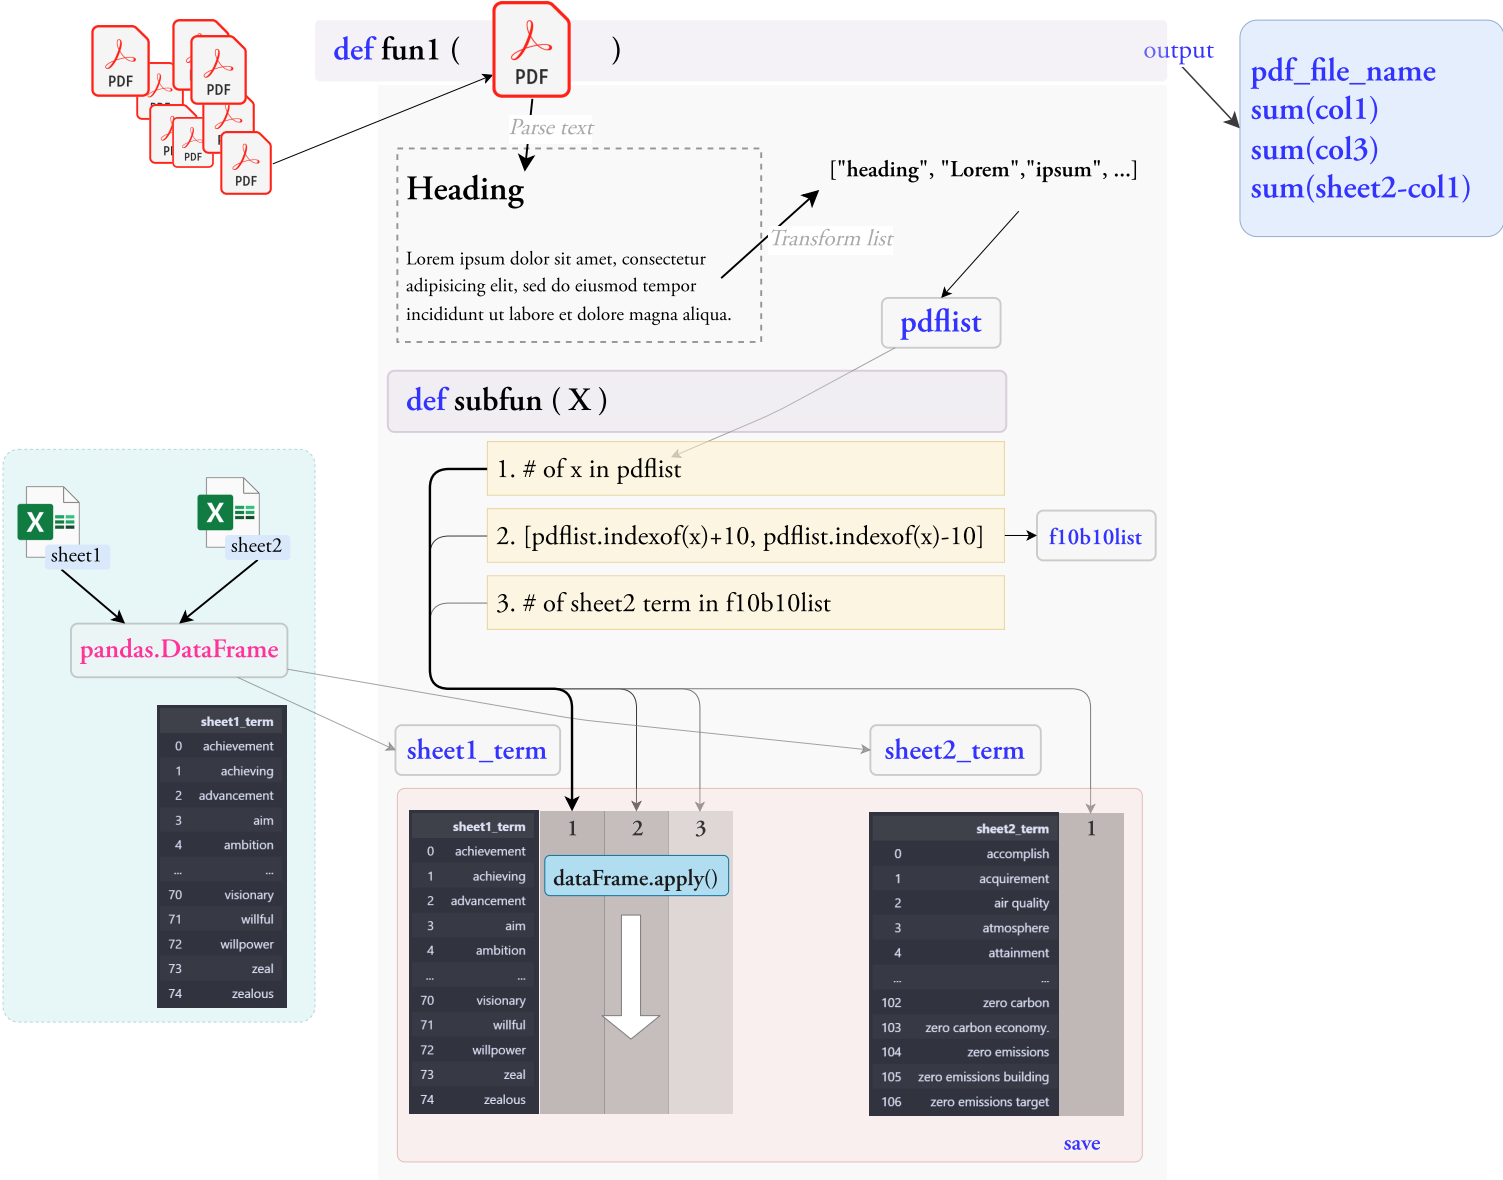 PDF
PDF
PDF
PDF
PDF
def fun1 (
PDF
)
output
pdf_file_name
sum(col1)
sum(col3)
sum(sheet2-col1)
Parse text
Heading
Lorem ipsum dolor sit amet, consectetur
adipisicing elit, sed do eiusmod tempor
incididunt ut labore et dolore magna aliqua.
["heading", "Lorem","ipsum", ...]
Transform list
pdflist
def subfun ( X )
1. # of x in pdflist
2. [pdflist.indexof(x)+10, pdflist.indexof(x)-10]
f10b10list
3. # of sheet2 term in f10b10list
X
sheet1
X
sheet2
pandas.DataFrame
sheet1_term
0 achievement
1 achieving
2 advancement
3 aim
4 ambition
... ...
70 visionary
71 willful
72 willpower
73 zeal
74 zealous
sheet1_term
sheet2_term
sheet1_term 1 2 3
0 achievement
1 achieving
2 advancement
3 aim
4 ambition
... ...
70 visionary
71 willful
72 willpower
73 zeal
74 zealous
dataFrame.apply()
sheet2_term 1
0 accomplish
1 acquirement
2 air quality
3 atmosphere
4 attainment
... ...
102 zero carbon
103 zero carbon economy.
104 zero emissions
105 zero emissions building
106 zero emissions target
save